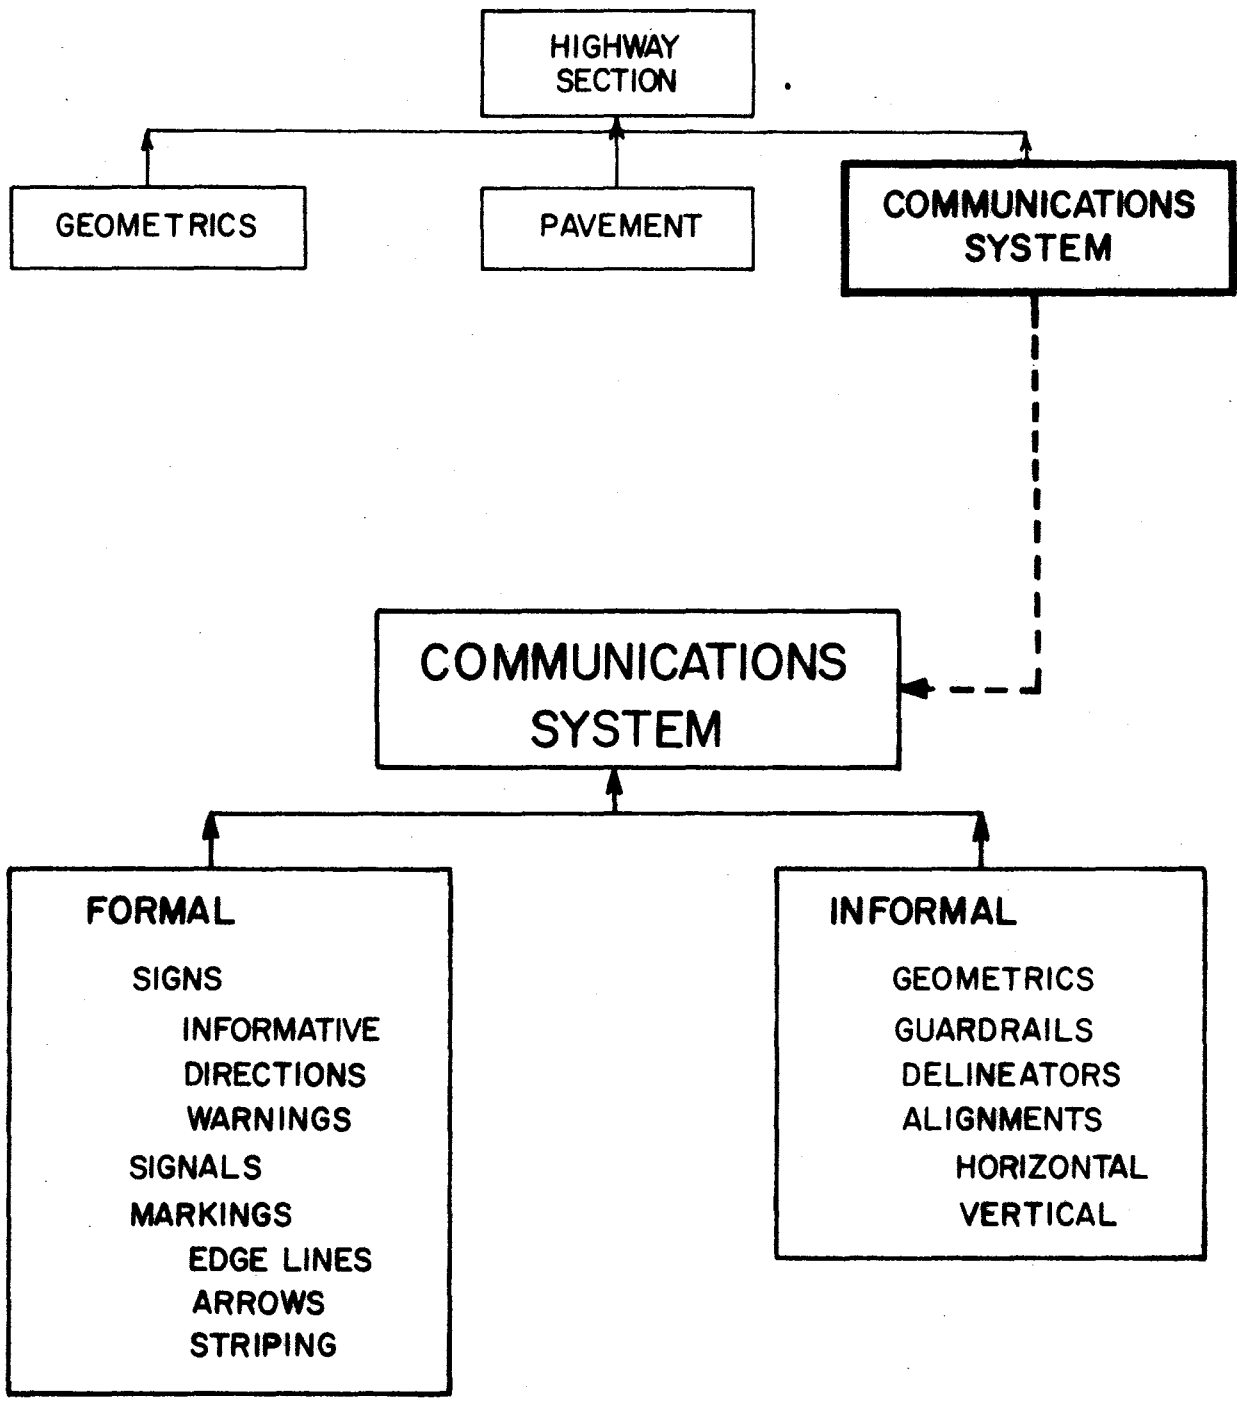 HIGHWAY
SECTION
GEOMETRICS
PAVEMENT
COMMUNICATIONS
SYSTEM
COMMUNICATIONS
SYSTEM
FORMAL
SIGNS
INFORMATIVE
DIRECTIONS
WARNINGS
SIGNALS
MARKINGS
EDGE LINES
ARROWS
STRIPING
INFORMAL
GEOMETRICS
GUARDRAILS
DELINEATORS
ALIGNMENTS
HORIZONTAL
VERTICAL